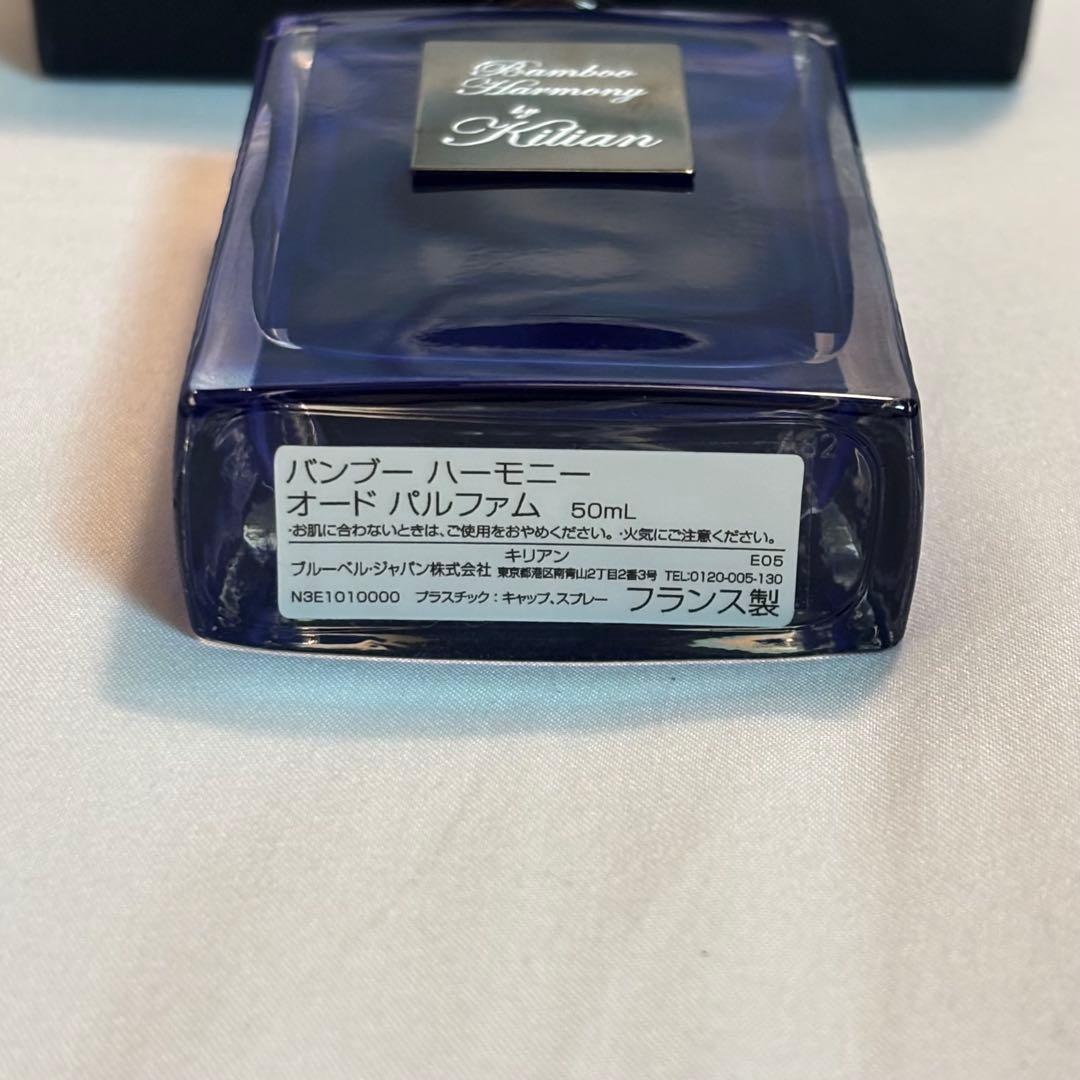 Bamboo
Harmony
by
Kilian
バンブー ハーモニー
オード パルファム 50mL
・お肌に合わないときは、ご使用をおやめください。・火気にご注意ください。
キリアン E05
ブルーベル・ジャパン株式会社 東京都港区南青山2丁目2番3号 TEL:0120-005-130
N3E1010000 プラスチック:キャップ、スプレー フランス製